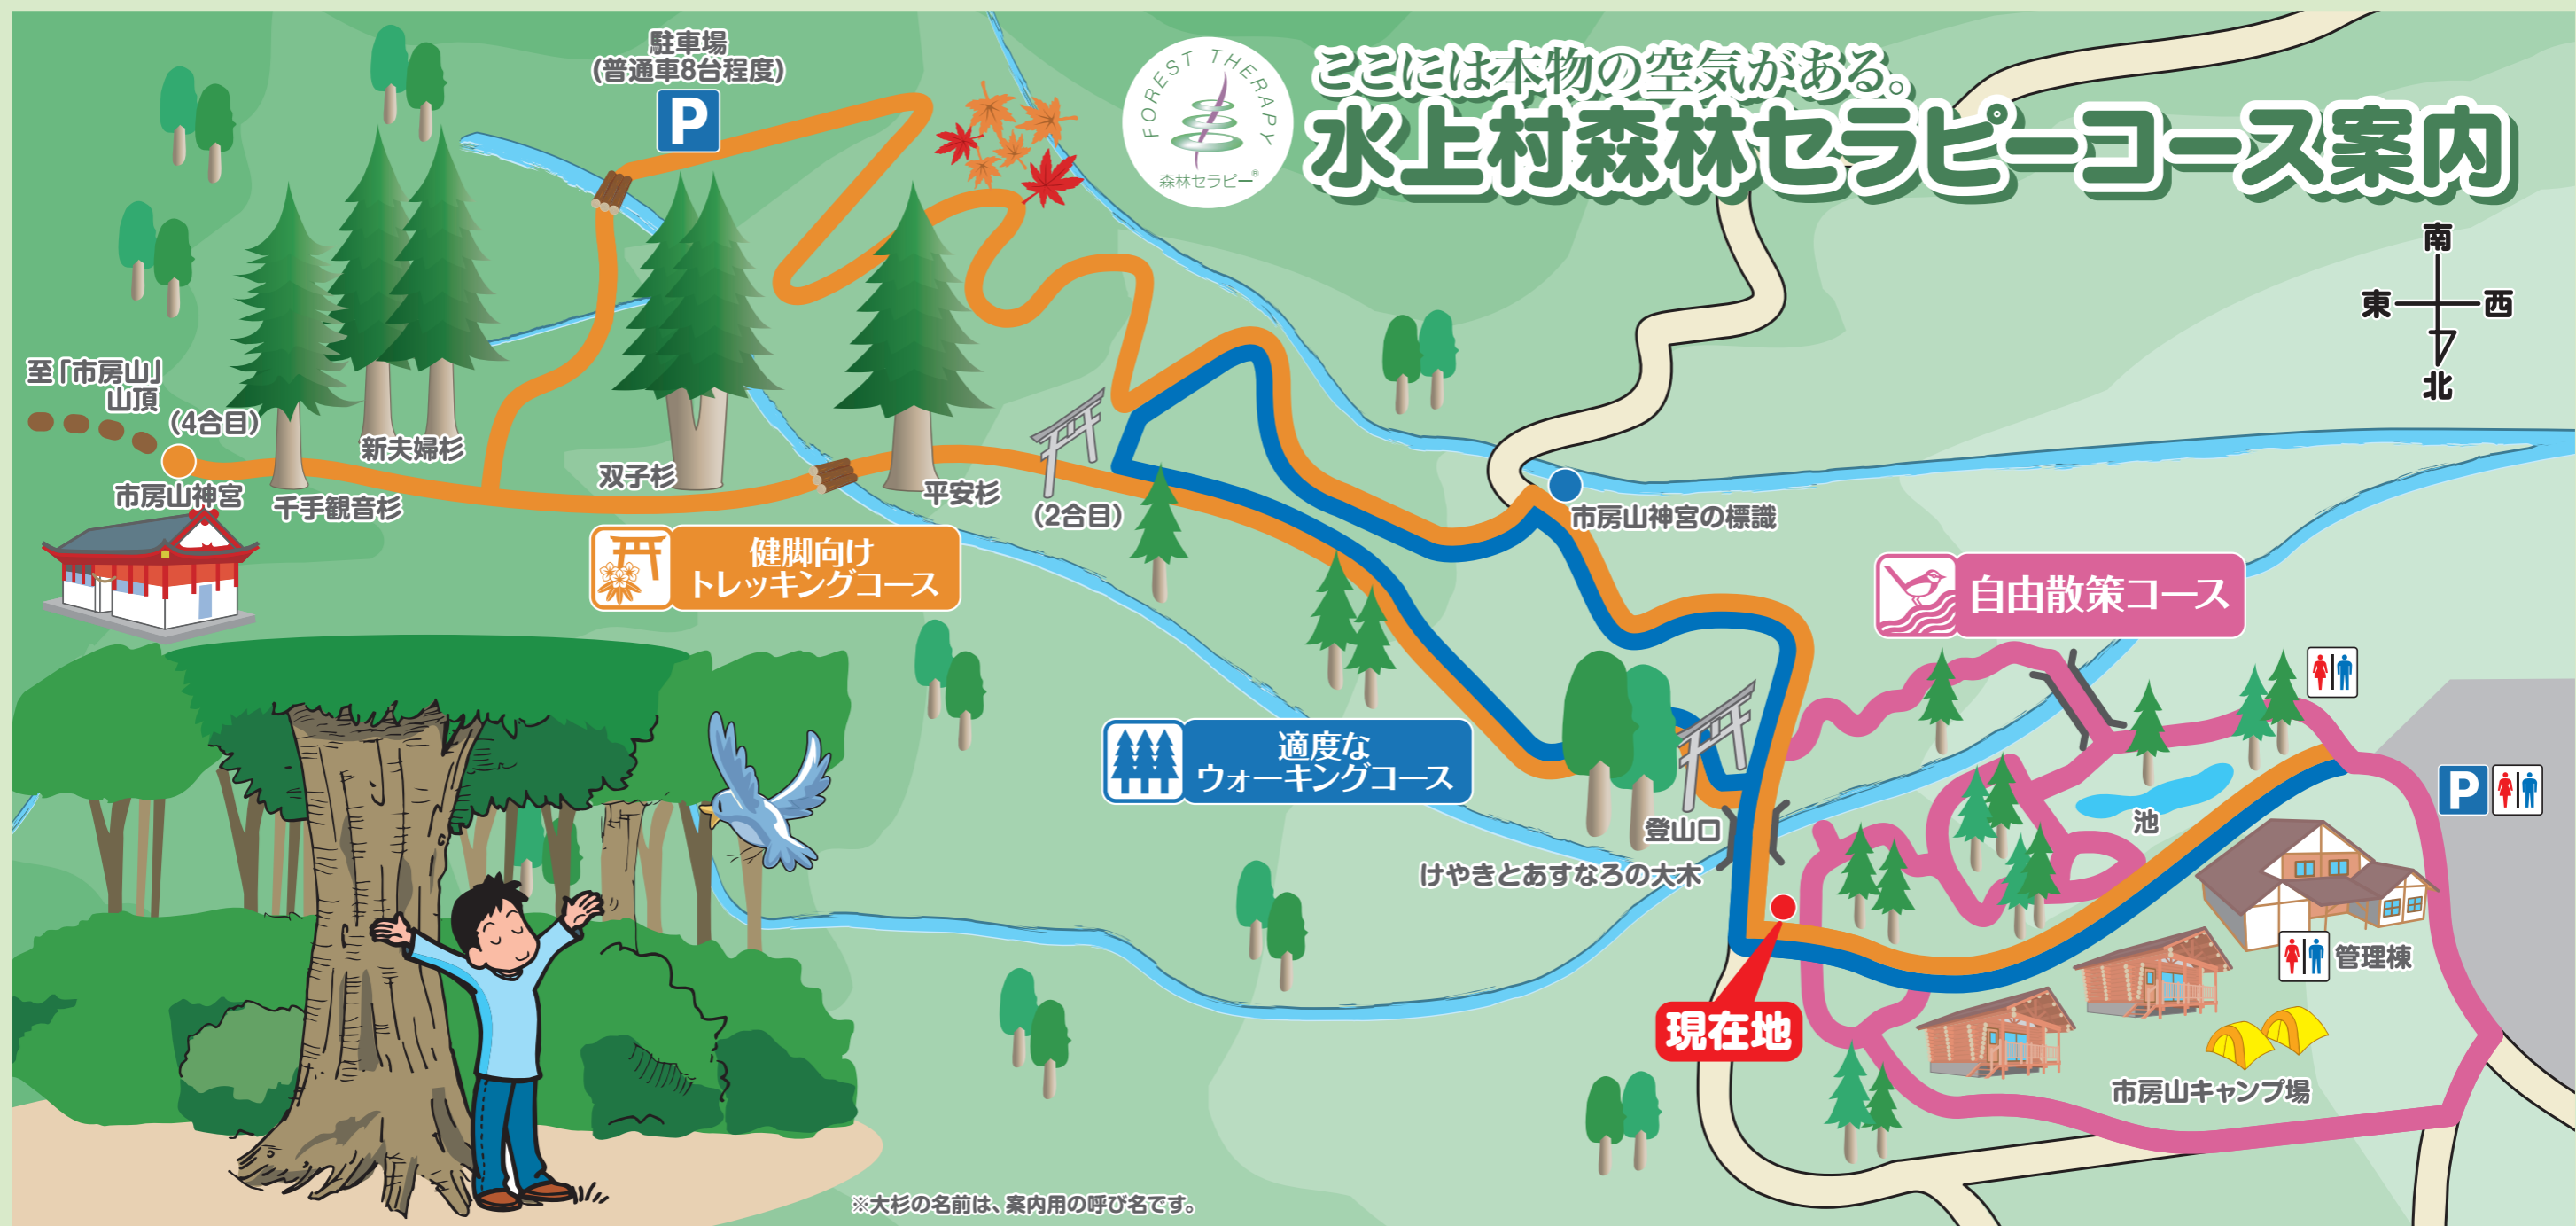 駐車場
(普通車8台程度)
P
FOREST THERAPY
森林セラピー®
ここには本物の空気がある。
水上村森林セラピーコース案内
南
東
西
北
至「市房山」
山頂
(4合目)
市房山神宮
千手観音杉
新夫婦杉
双子杉
平安杉
(2合目)
市房山神宮の標識
健脚向け
トレッキングコース
自由散策コース
適度な
ウォーキングコース
登山口
けやきとあすなろの大木
池
P
管理棟
現在地
市房山キャンプ場
※大杉の名前は、案内用の呼び名です。